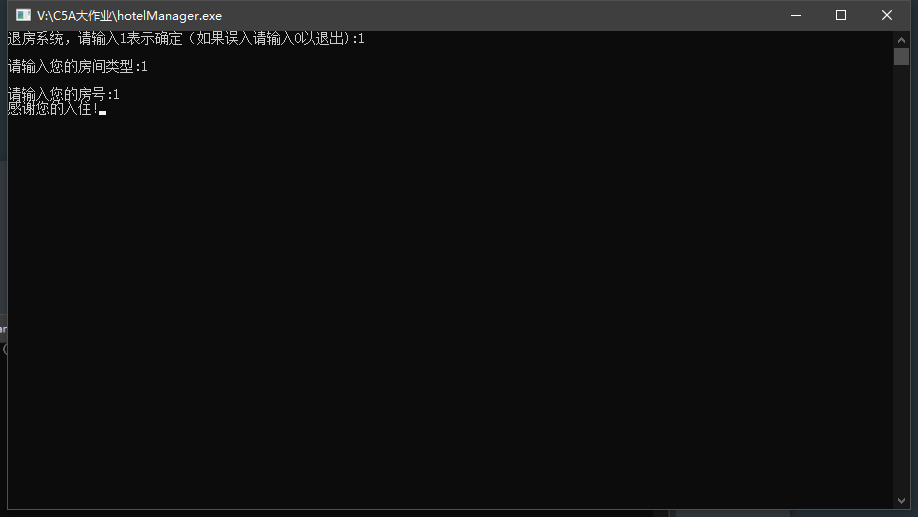 V:\C5A大作业\hotelManager.exe
退房系统，请输入1表示确定（如果误入请输入0以退出）:1
请输入您的房间类型:1
请输入您的房号:1
感谢您的入住!
ar
(